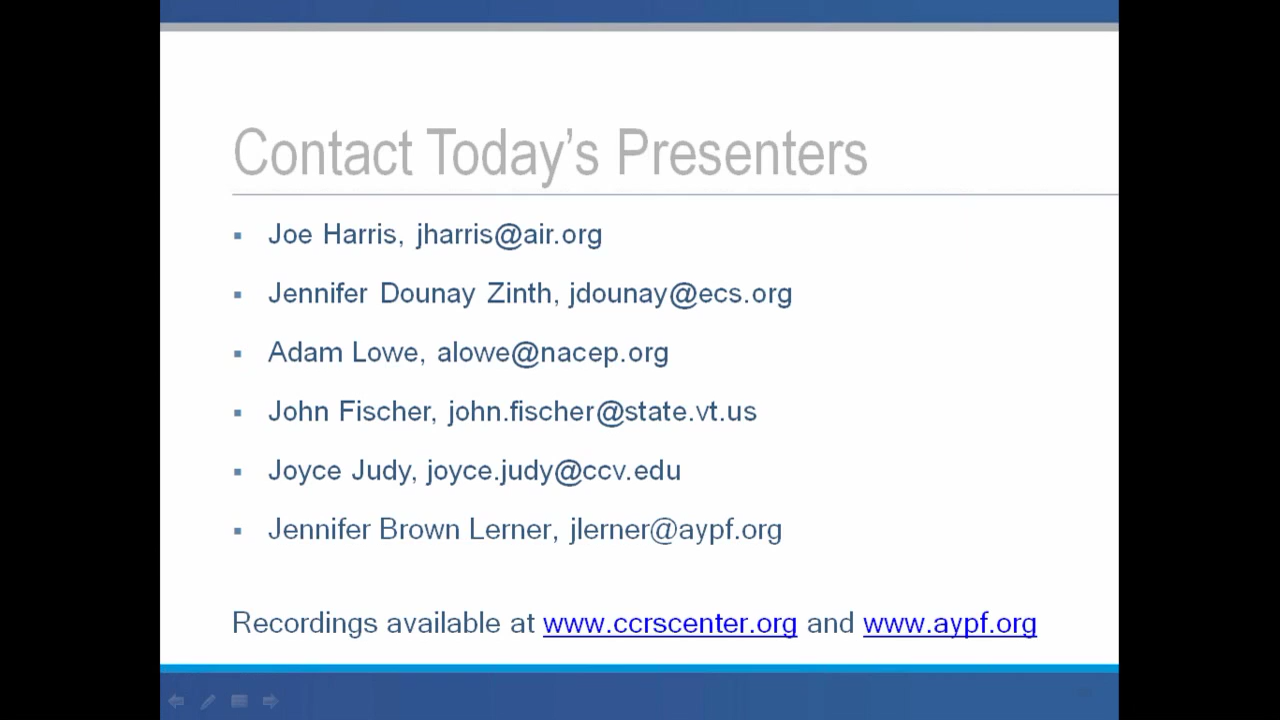 Contact Today's Presenters
▪ Joe Harris, jharris@air.org
▪ Jennifer Dounay Zinth, jdounay@ecs.org
▪ Adam Lowe, alowe@nacep.org
▪ John Fischer, john.fischer@state.vt.us
▪ Joyce Judy, joyce.judy@ccv.edu
▪ Jennifer Brown Lerner, jlerner@aypf.org
Recordings available at www.ccrscenter.org and www.aypf.org